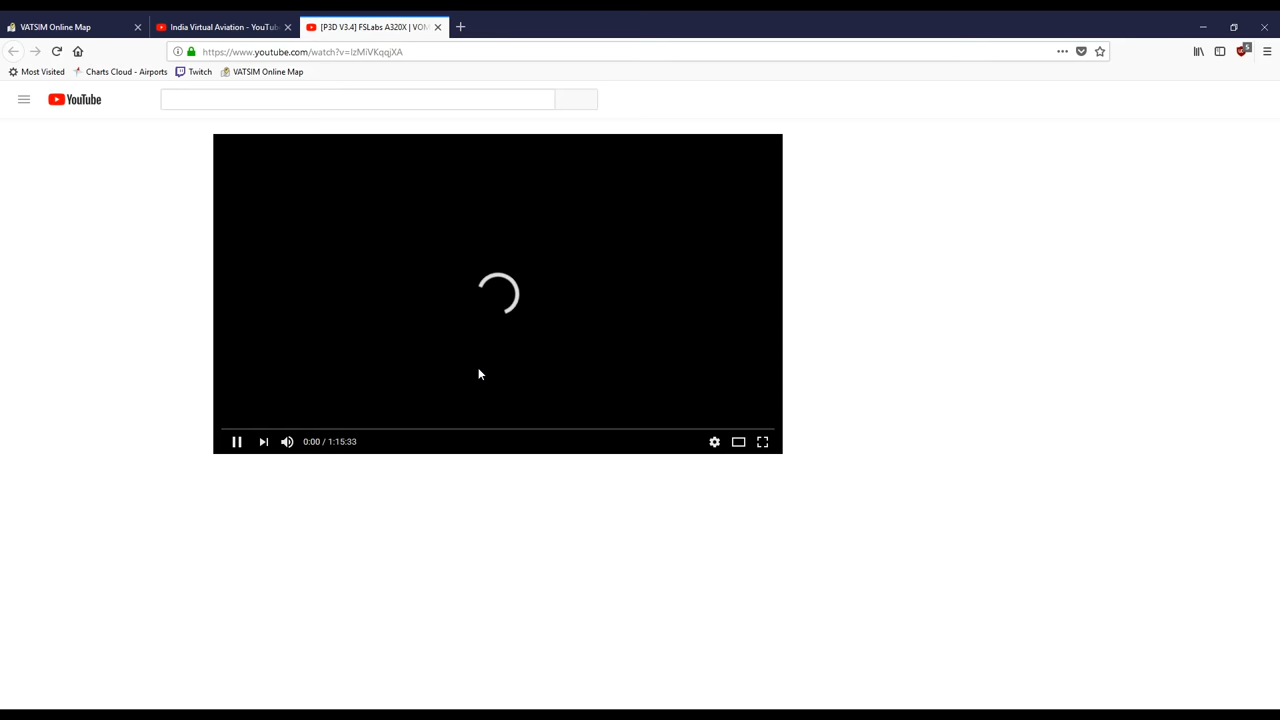 VATSIM Online Map
India Virtual Aviation - YouTub
[P3D V3.4] FSLabs A320X | VOM
https://www.youtube.com/watch?v=IzMiVKqqjXA
5
Most Visited
Charts Cloud - Airports
Twitch
VATSIM Online Map
YouTube
0:00 / 1:15:33